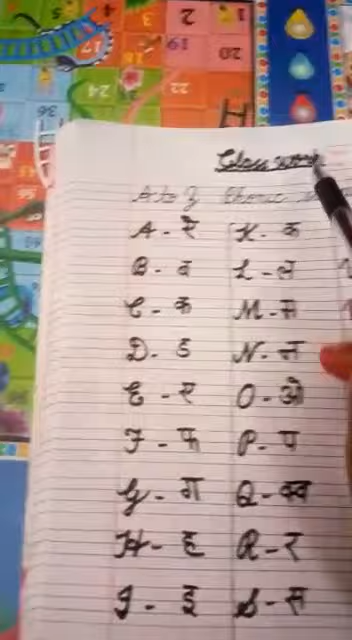 Class work
A to Z Phonic
A - ऐ K - क
B - ब L - ल
C - क M - म
D - ड N - न
E - ए O - ओ
F - फ P - प
G - ग Q - क्व
H - ह R - र
I - इ S - स